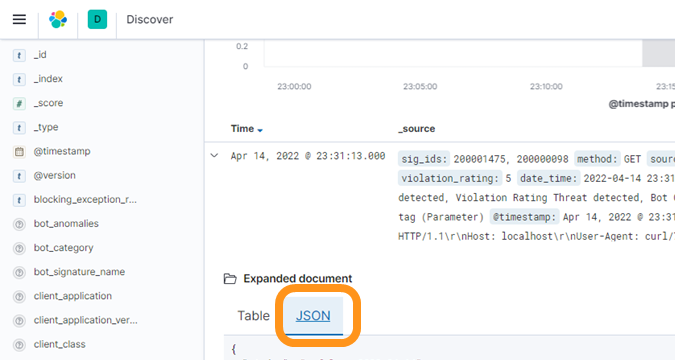 D Discover
_id
_index
_score
_type
@timestamp
@version
blocking_exception_r...
bot_anomalies
bot_category
bot_signature_name
client_application
client_application_ver...
client_class
0.2
0
23:00:00 23:05:00 23:10:00 23:15
@timestamp p
Time _source
Apr 14, 2022 @ 23:31:13.000
sig_ids: 200001475, 200000098 method: GET sourc
violation_rating: 5 date_time: 2022-04-14 23:31
detected, Violation Rating Threat detected, Bot
tag (Parameter) @timestamp: Apr 14, 2022 @ 23:3
HTTP/1.1\r\nHost: localhost\r\nUser-Agent: curl/
Expanded document
Table JSON
{